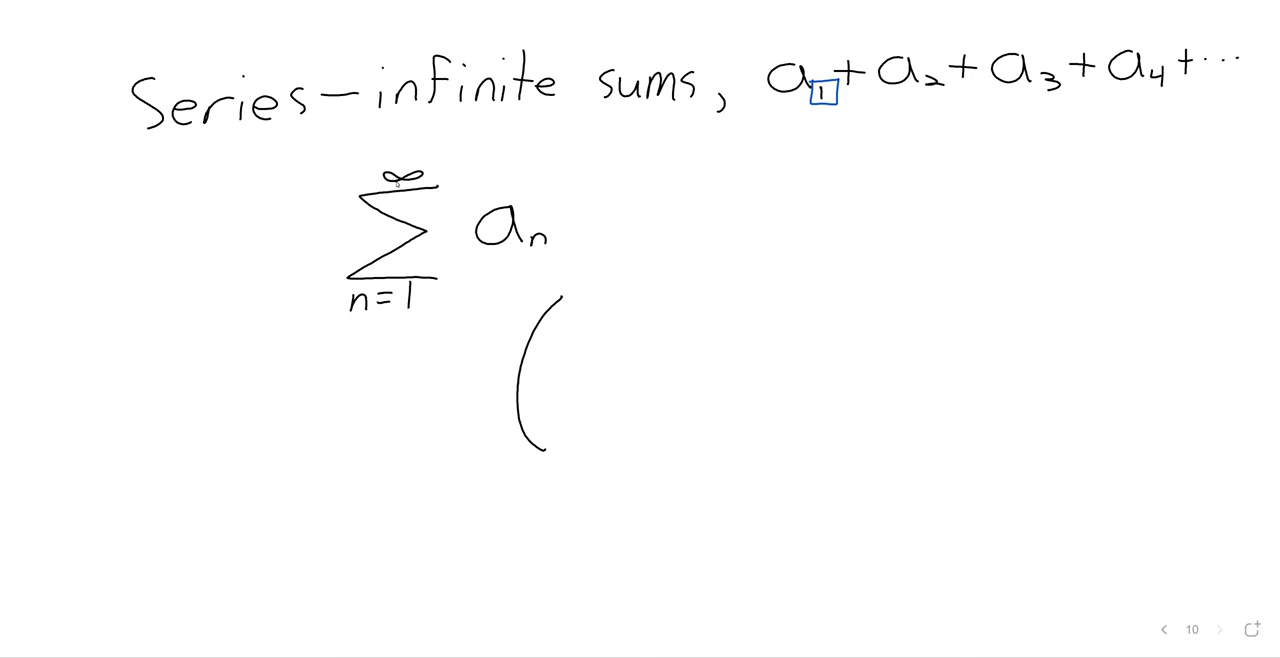 Series – infinite sums, a₁ + a₂ + a₃ + a₄ + ⋯
∞
∑ aₙ
n=1
(
10